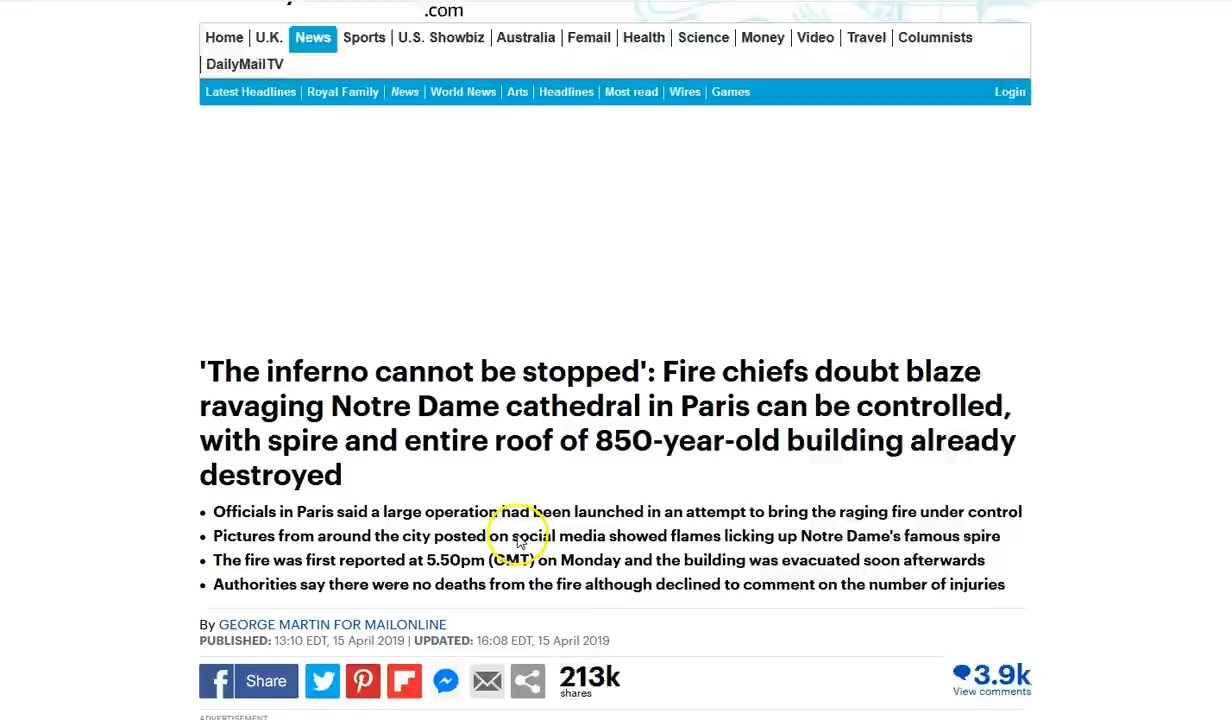 .com
Home U.K. News Sports U.S. Showbiz Australia Femail Health Science Money Video Travel Columnists
DailyMailTV
Latest Headlines Royal Family News World News Arts Headlines Most read Wires Games Login
'The inferno cannot be stopped': Fire chiefs doubt blaze
ravaging Notre Dame cathedral in Paris can be controlled,
with spire and entire roof of 850-year-old building already
destroyed
• Officials in Paris said a large operation had been launched in an attempt to bring the raging fire under control
• Pictures from around the city posted on social media showed flames licking up Notre Dame's famous spire
• The fire was first reported at 5.50pm (GMT) on Monday and the building was evacuated soon afterwards
• Authorities say there were no deaths from the fire although declined to comment on the number of injuries
By GEORGE MARTIN FOR MAILONLINE
PUBLISHED: 13:10 EDT, 15 April 2019 | UPDATED: 16:08 EDT, 15 April 2019
Share 213k 3.9k
shares View comments
ADVERTISEMENT